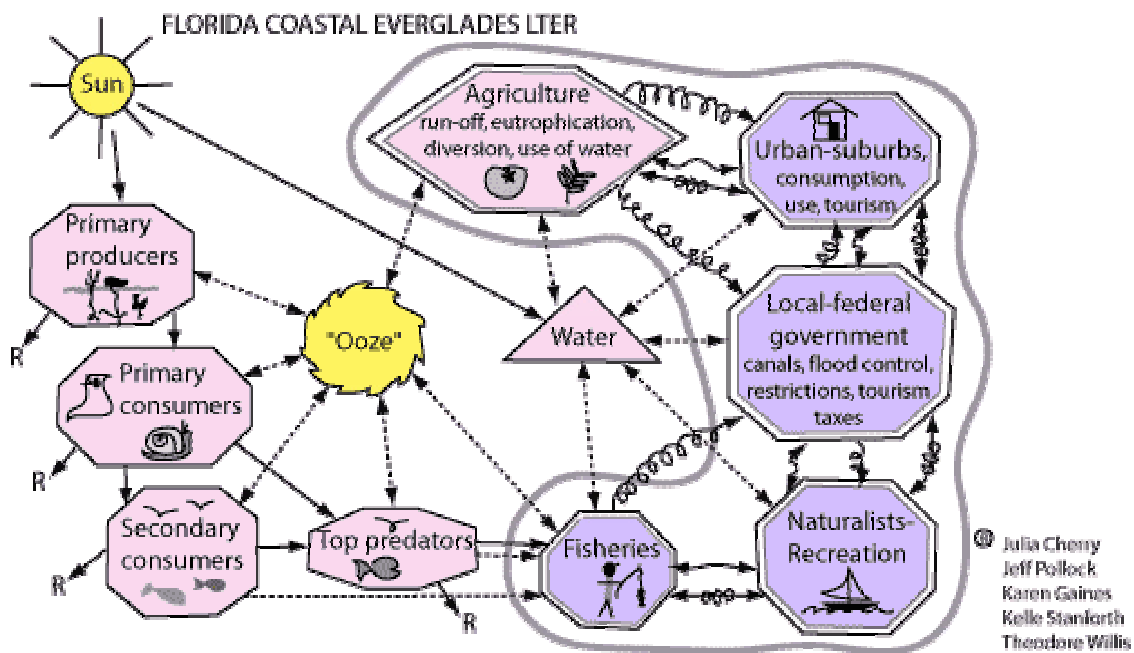 FLORIDA COASTAL EVERGLADES LTER
Sun
Agriculture
run-off, eutrophication,
diversion, use of water
Urban-suburbs,
consumption,
use, tourism
Primary
producers
R
"Ooze"
Water
Local-federal
government
canals, flood control,
restrictions, tourism
taxes
Primary
consumers
R
Secondary
consumers
R
Top predators
R
Fisheries
Naturalists-
Recreation
Julia Cherry
Jeff Pollock
Karen Gaines
Kelle Stanforth
Theodore Willis